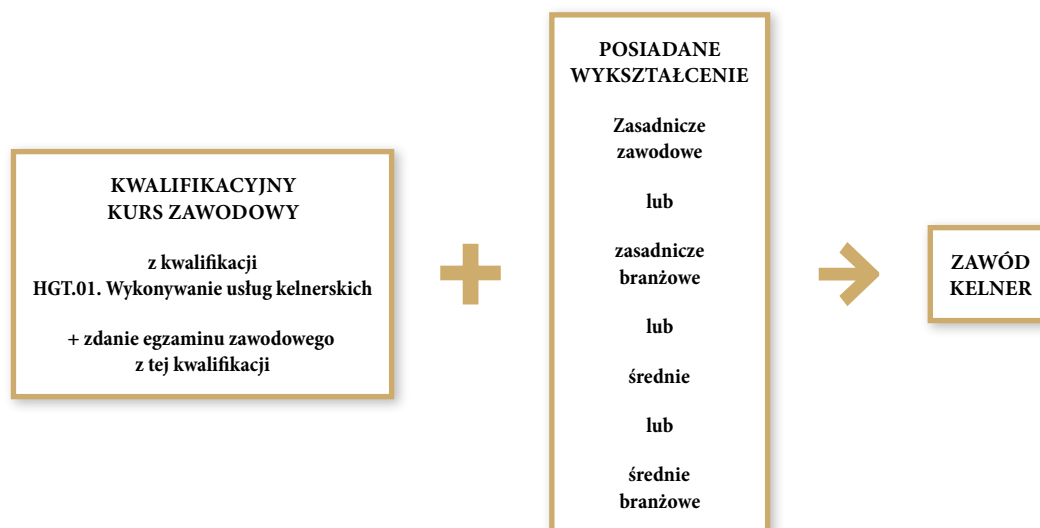 KWALIFIKACYJNY
KURS ZAWODOWY
z kwalifikacji
HGT.01. Wykonywanie usług kelnerskich
+ zdanie egzaminu zawodowego
z tej kwalifikacji
POSIADANE
WYKSZTAŁCENIE
Zasadnicze
zawodowe
lub
zasadnicze
branżowe
lub
średnie
lub
średnie
branżowe
ZAWÓD
KELNER